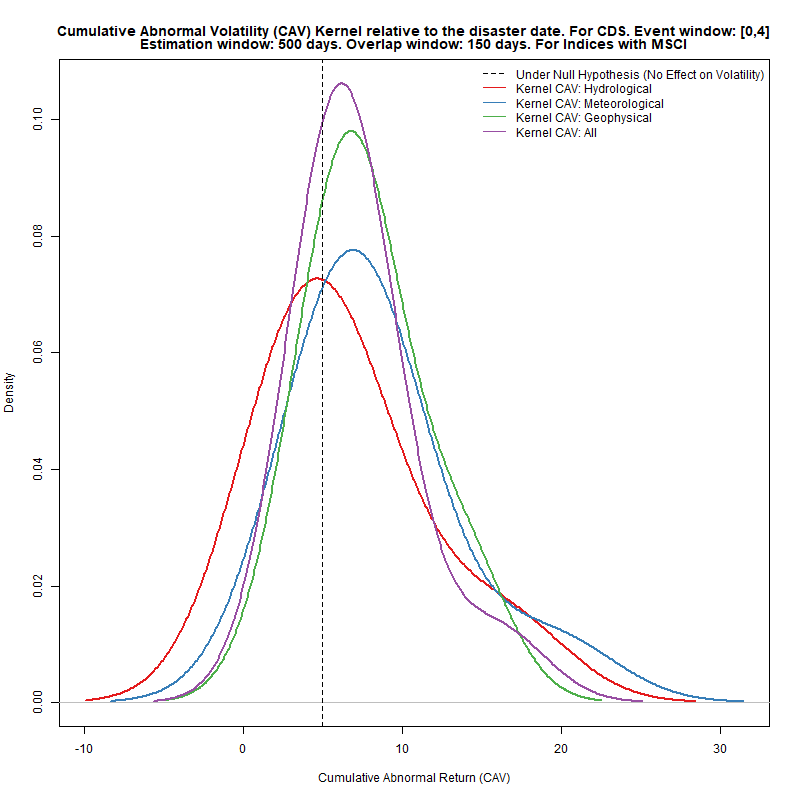 Cumulative Abnormal Volatility (CAV) Kernel relative to the disaster date. For CDS. Event window: [0,4]
Estimation window: 500 days. Overlap window: 150 days. For Indices with MSCI
Under Null Hypothesis (No Effect on Volatility)
Kernel CAV: Hydrological
Kernel CAV: Meteorological
Kernel CAV: Geophysical
Kernel CAV: All
Density
0.10
0.08
0.06
0.04
0.02
0.00
-10 0 10 20 30
Cumulative Abnormal Return (CAV)